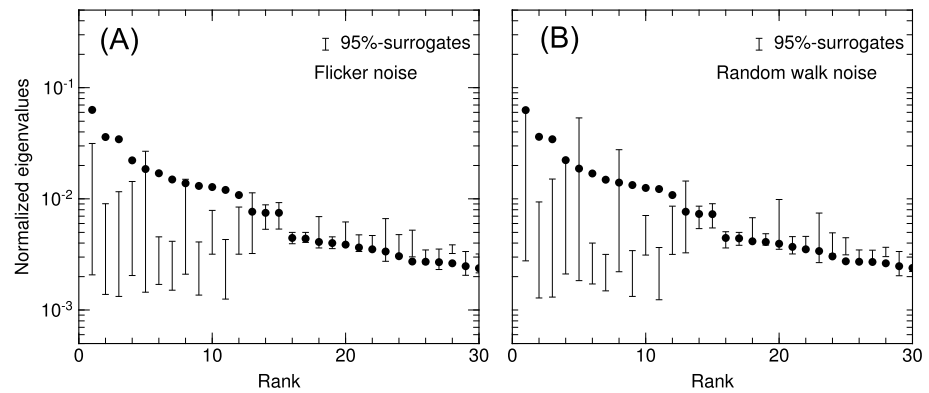 (A)
95%-surrogates
Flicker noise
Normalized eigenvalues
10-1
10-2
10-3
0 10 20 30
Rank
(B)
95%-surrogates
Random walk noise
0 10 20 30
Rank